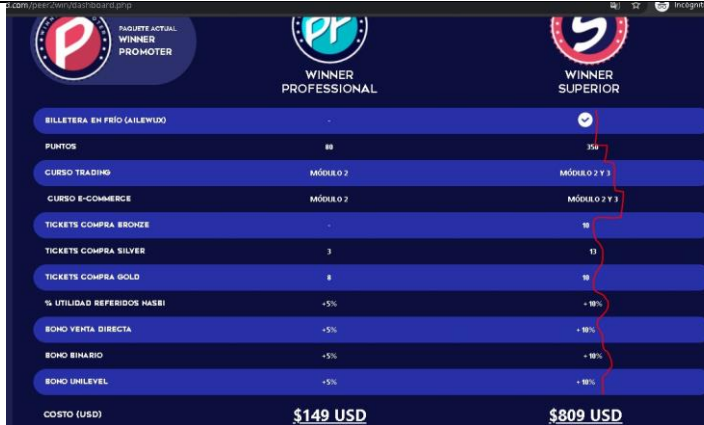 d.com/peer2win/dashboard.php
Incógnit
PAQUETE ACTUAL
WINNER
PROMOTER
WINNER
PROFESSIONAL
WINNER
SUPERIOR
BILLETERA EN FRÍO (AILEWUX) -
PUNTOS 80 350
CURSO TRADING MÓDULO 2 MÓDULO 2 Y 3
CURSO E-COMMERCE MÓDULO 2 MÓDULO 2 Y 3
TICKETS COMPRA BRONZE - 10
TICKETS COMPRA SILVER 3 13
TICKETS COMPRA GOLD 8 10
% UTILIDAD REFERIDOS NASBI +5% + 10%
BONO VENTA DIRECTA +5% + 10%
BONO BINARIO +5% + 10%
BONO UNILEVEL +5% + 10%
COSTO (USD) $149 USD $809 USD